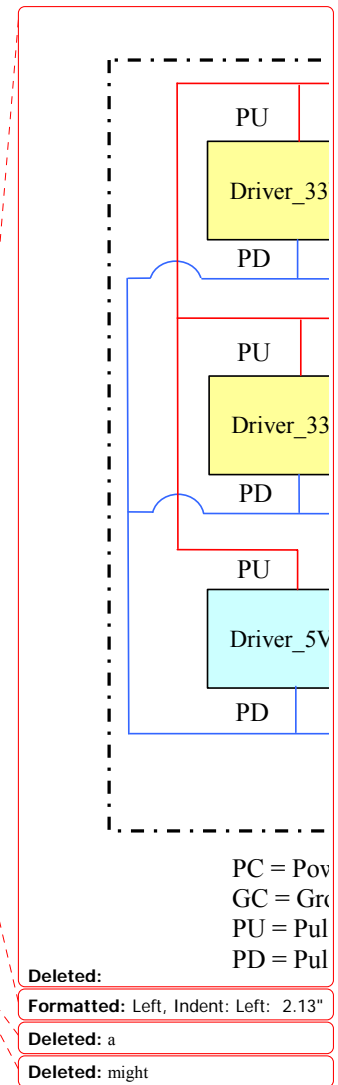 PU
Driver_33
PD
PU
Driver_33
PD
PU
Driver_5V
PD
PC = Pow
GC = Gro
PU = Pul
PD = Pul
Deleted:
Formatted: Left, Indent: Left: 2.13"
Deleted: a
Deleted: might